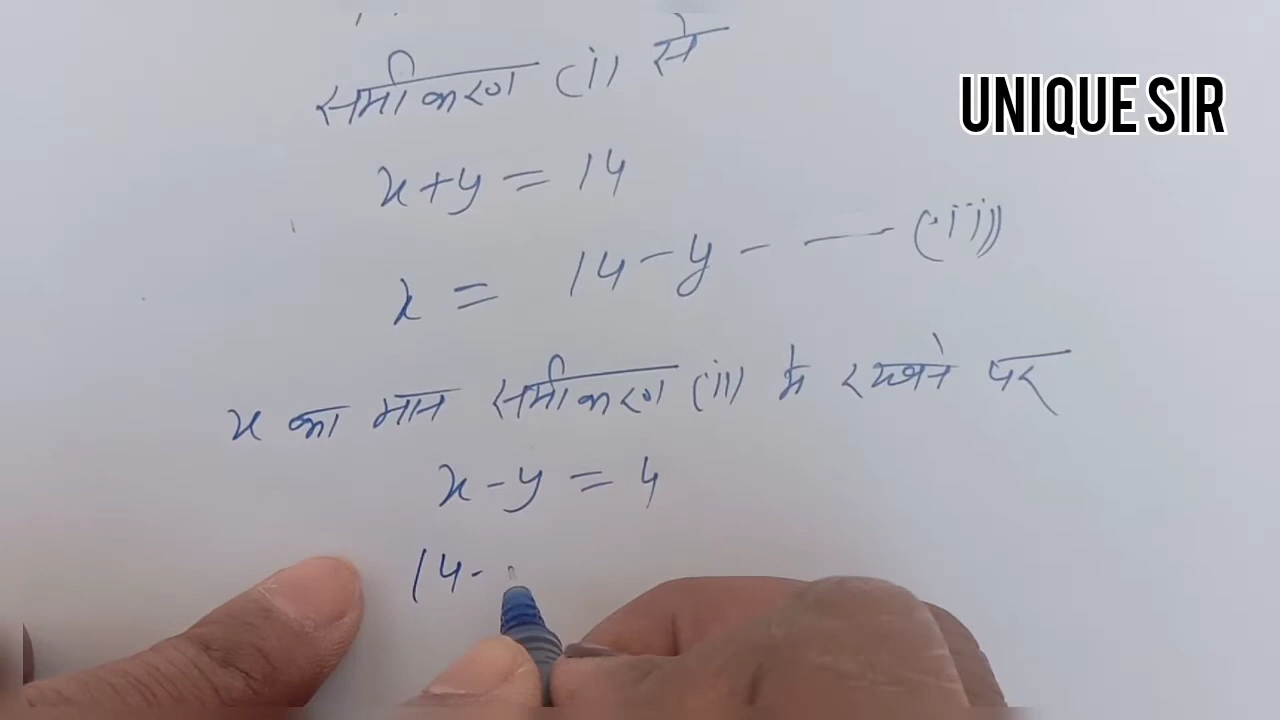 समीकरण (i) से
UNIQUE SIR
x+y = 14
x = 14-y - — (iii)
x का मान समीकरण (ii) में रखने पर
x-y = 4
14-